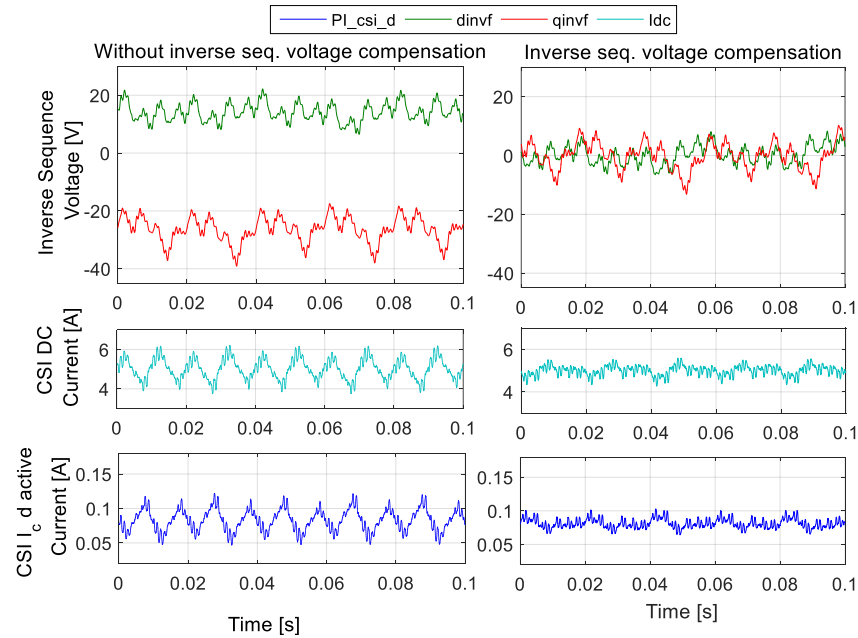 PI_csi_d dinvf qinvf Idc
Without inverse seq. voltage compensation
Inverse seq. voltage compensation
Inverse Sequence
Voltage [V]
20
0
-20
-40
0 0.02 0.04 0.06 0.08 0.1
20
0
-20
-40
0 0.02 0.04 0.06 0.08 0.1
CSI DC
Current [A]
6
4
0 0.02 0.04 0.06 0.08 0.1
6
4
0 0.02 0.04 0.06 0.08 0.1
CSI I_c d active
Current [A]
0.15
0.1
0.05
0 0.02 0.04 0.06 0.08 0.1
0.15
0.1
0.05
0 0.02 0.04 0.06 0.08 0.1
Time [s]
Time [s]